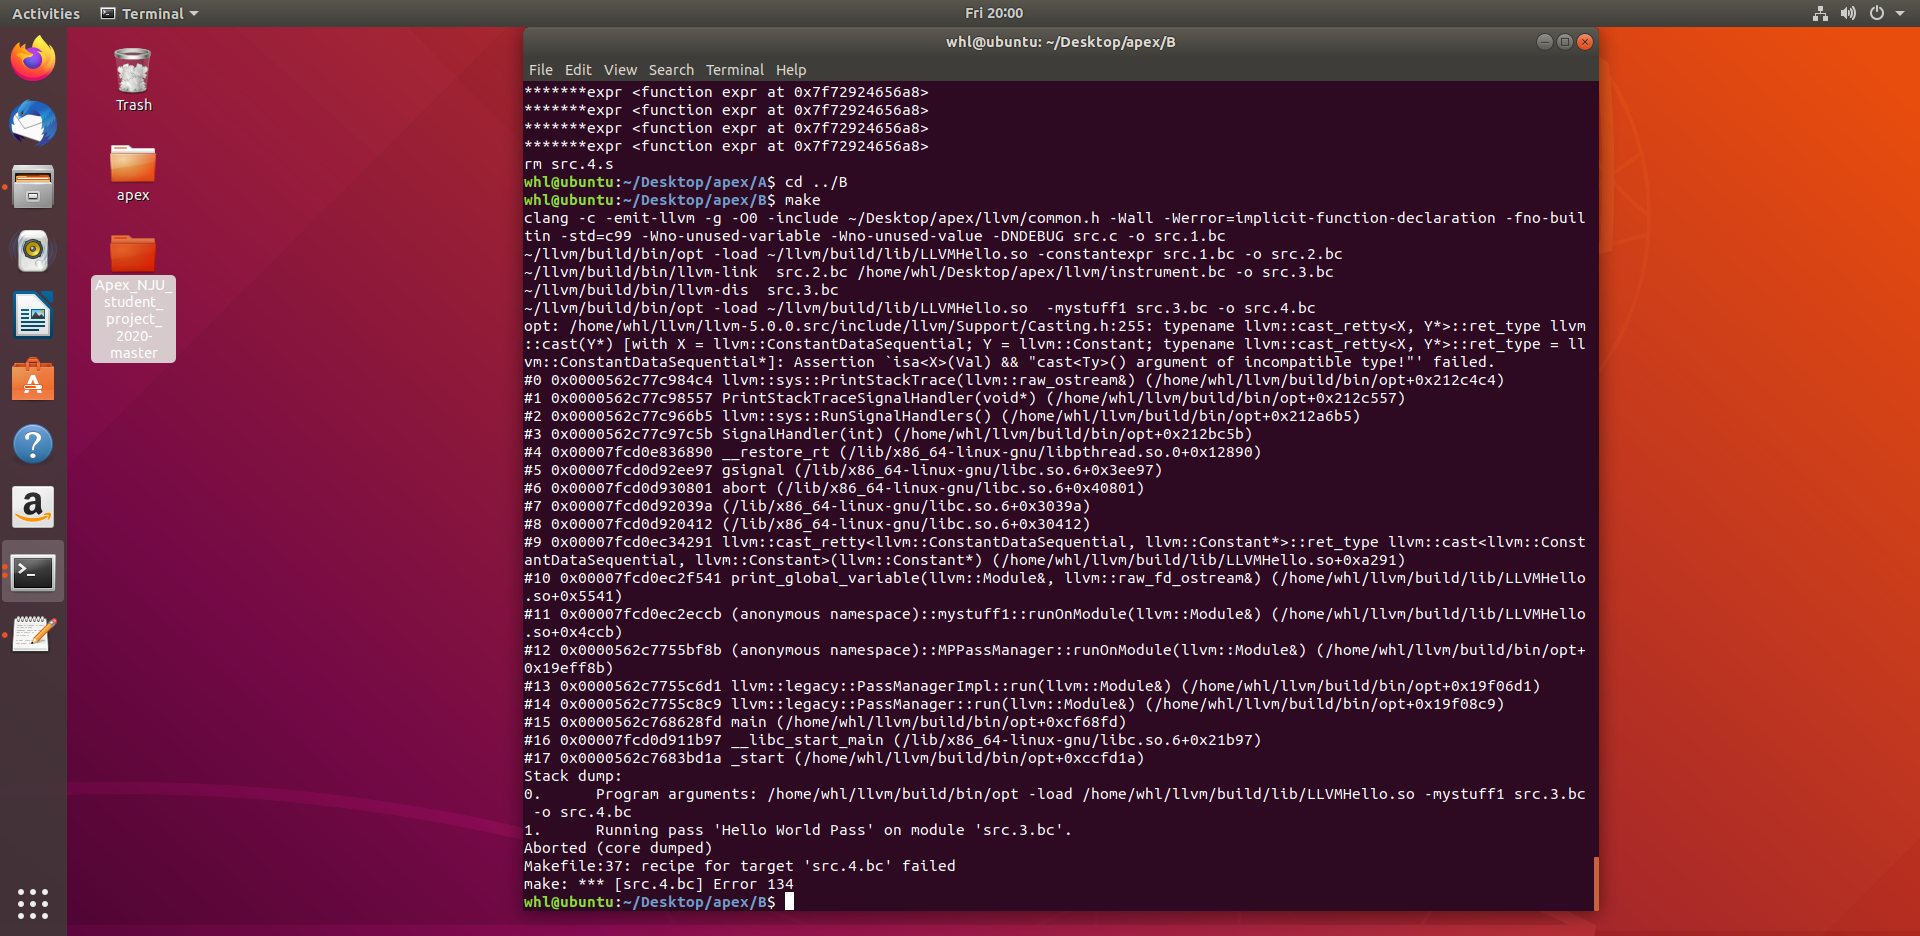 Activities
Terminal
Fri 20:00
Trash
apex
Apex_NJU_
student_
project_
2020-
master
whl@ubuntu: ~/Desktop/apex/B
File Edit View Search Terminal Help
*******expr <function expr at 0x7f72924656a8>
*******expr <function expr at 0x7f72924656a8>
*******expr <function expr at 0x7f72924656a8>
*******expr <function expr at 0x7f72924656a8>
rm src.4.s
whl@ubuntu:~/Desktop/apex/A$ cd ../B
whl@ubuntu:~/Desktop/apex/B$ make
clang -c -emit-llvm -g -O0 -include ~/Desktop/apex/llvm/common.h -Wall -Werror=implicit-function-declaration -fno-buil
tin -std=c99 -Wno-unused-variable -Wno-unused-value -DNDEBUG src.c -o src.1.bc
~/llvm/build/bin/opt -load ~/llvm/build/lib/LLVMHello.so -constantexpr src.1.bc -o src.2.bc
~/llvm/build/bin/llvm-link  src.2.bc /home/whl/Desktop/apex/llvm/instrument.bc -o src.3.bc
~/llvm/build/bin/llvm-dis  src.3.bc
~/llvm/build/bin/opt -load ~/llvm/build/lib/LLVMHello.so  -mystuff1 src.3.bc -o src.4.bc
opt: /home/whl/llvm/llvm-5.0.0.src/include/llvm/Support/Casting.h:255: typename llvm::cast_retty<X, Y*>::ret_type llvm
::cast(Y*) [with X = llvm::ConstantDataSequential; Y = llvm::Constant; typename llvm::cast_retty<X, Y*>::ret_type = ll
vm::ConstantDataSequential*]: Assertion `isa<X>(Val) && "cast<Ty>() argument of incompatible type!"' failed.
#0 0x0000562c77c984c4 llvm::sys::PrintStackTrace(llvm::raw_ostream&) (/home/whl/llvm/build/bin/opt+0x212c4c4)
#1 0x0000562c77c98557 PrintStackTraceSignalHandler(void*) (/home/whl/llvm/build/bin/opt+0x212c557)
#2 0x0000562c77c966b5 llvm::sys::RunSignalHandlers() (/home/whl/llvm/build/bin/opt+0x212a6b5)
#3 0x0000562c77c97c5b SignalHandler(int) (/home/whl/llvm/build/bin/opt+0x212bc5b)
#4 0x00007fcd0e836890 __restore_rt (/lib/x86_64-linux-gnu/libpthread.so.0+0x12890)
#5 0x00007fcd0d92ee97 gsignal (/lib/x86_64-linux-gnu/libc.so.6+0x3ee97)
#6 0x00007fcd0d930801 abort (/lib/x86_64-linux-gnu/libc.so.6+0x40801)
#7 0x00007fcd0d92039a (/lib/x86_64-linux-gnu/libc.so.6+0x3039a)
#8 0x00007fcd0d920412 (/lib/x86_64-linux-gnu/libc.so.6+0x30412)
#9 0x00007fcd0ec34291 llvm::cast_retty<llvm::ConstantDataSequential, llvm::Constant*>::ret_type llvm::cast<llvm::Const
antDataSequential, llvm::Constant>(llvm::Constant*) (/home/whl/llvm/build/lib/LLVMHello.so+0xa291)
#10 0x00007fcd0ec2f541 print_global_variable(llvm::Module&, llvm::raw_fd_ostream&) (/home/whl/llvm/build/lib/LLVMHello
.so+0x5541)
#11 0x00007fcd0ec2eccb (anonymous namespace)::mystuff1::runOnModule(llvm::Module&) (/home/whl/llvm/build/lib/LLVMHello
.so+0x4ccb)
#12 0x0000562c7755bf8b (anonymous namespace)::MPPassManager::runOnModule(llvm::Module&) (/home/whl/llvm/build/bin/opt+
0x19eff8b)
#13 0x0000562c7755c6d1 llvm::legacy::PassManagerImpl::run(llvm::Module&) (/home/whl/llvm/build/bin/opt+0x19f06d1)
#14 0x0000562c7755c8c9 llvm::legacy::PassManager::run(llvm::Module&) (/home/whl/llvm/build/bin/opt+0x19f08c9)
#15 0x0000562c768628fd main (/home/whl/llvm/build/bin/opt+0xcf68fd)
#16 0x00007fcd0d911b97 __libc_start_main (/lib/x86_64-linux-gnu/libc.so.6+0x21b97)
#17 0x0000562c7683bd1a _start (/home/whl/llvm/build/bin/opt+0xccfd1a)
Stack dump:
0.      Program arguments: /home/whl/llvm/build/bin/opt -load /home/whl/llvm/build/lib/LLVMHello.so -mystuff1 src.3.bc
 -o src.4.bc
1.      Running pass 'Hello World Pass' on module 'src.3.bc'.
Aborted (core dumped)
Makefile:37: recipe for target 'src.4.bc' failed
make: *** [src.4.bc] Error 134
whl@ubuntu:~/Desktop/apex/B$